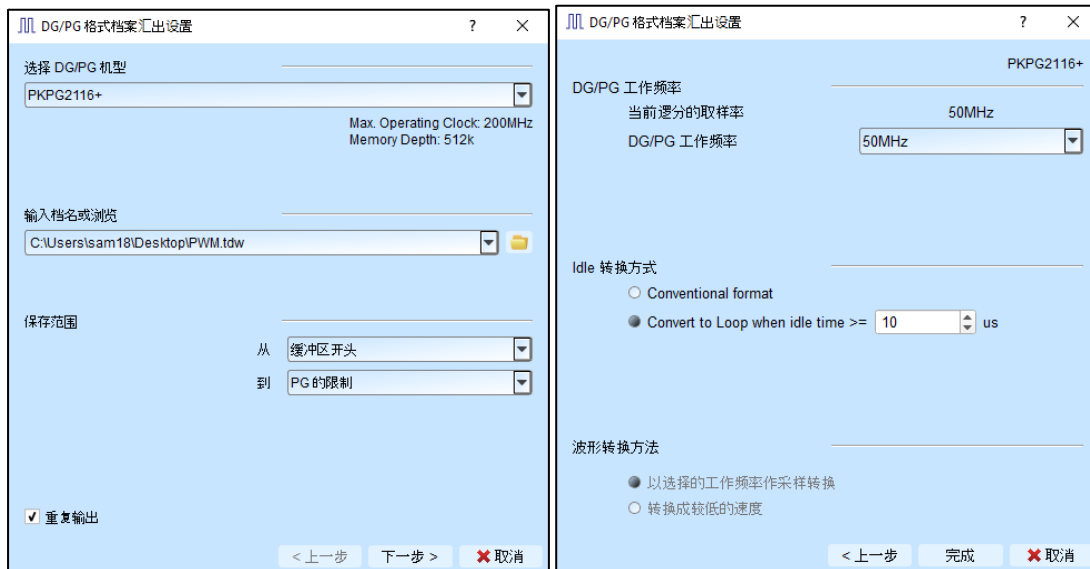 DG/PG 格式档案汇出设置
? ×
选择 DG/PG 机型
PKPG2116+
Max. Operating Clock: 200MHz
Memory Depth: 512k
输入档名或浏览
C:\Users\sam18\Desktop\PWM.tdw
保存范围
从 缓冲区开头
到 PG 的限制
重复输出
< 上一步 下一步 > 取消
DG/PG 格式档案汇出设置
? ×
PKPG2116+
DG/PG 工作频率
当前逻分的取样率 50MHz
DG/PG 工作频率 50MHz
Idle 转换方式
Conventional format
Convert to Loop when idle time >= 10 us
波形转换方法
以选择的工作频率作采样转换
转换成较低的速度
< 上一步 完成 取消